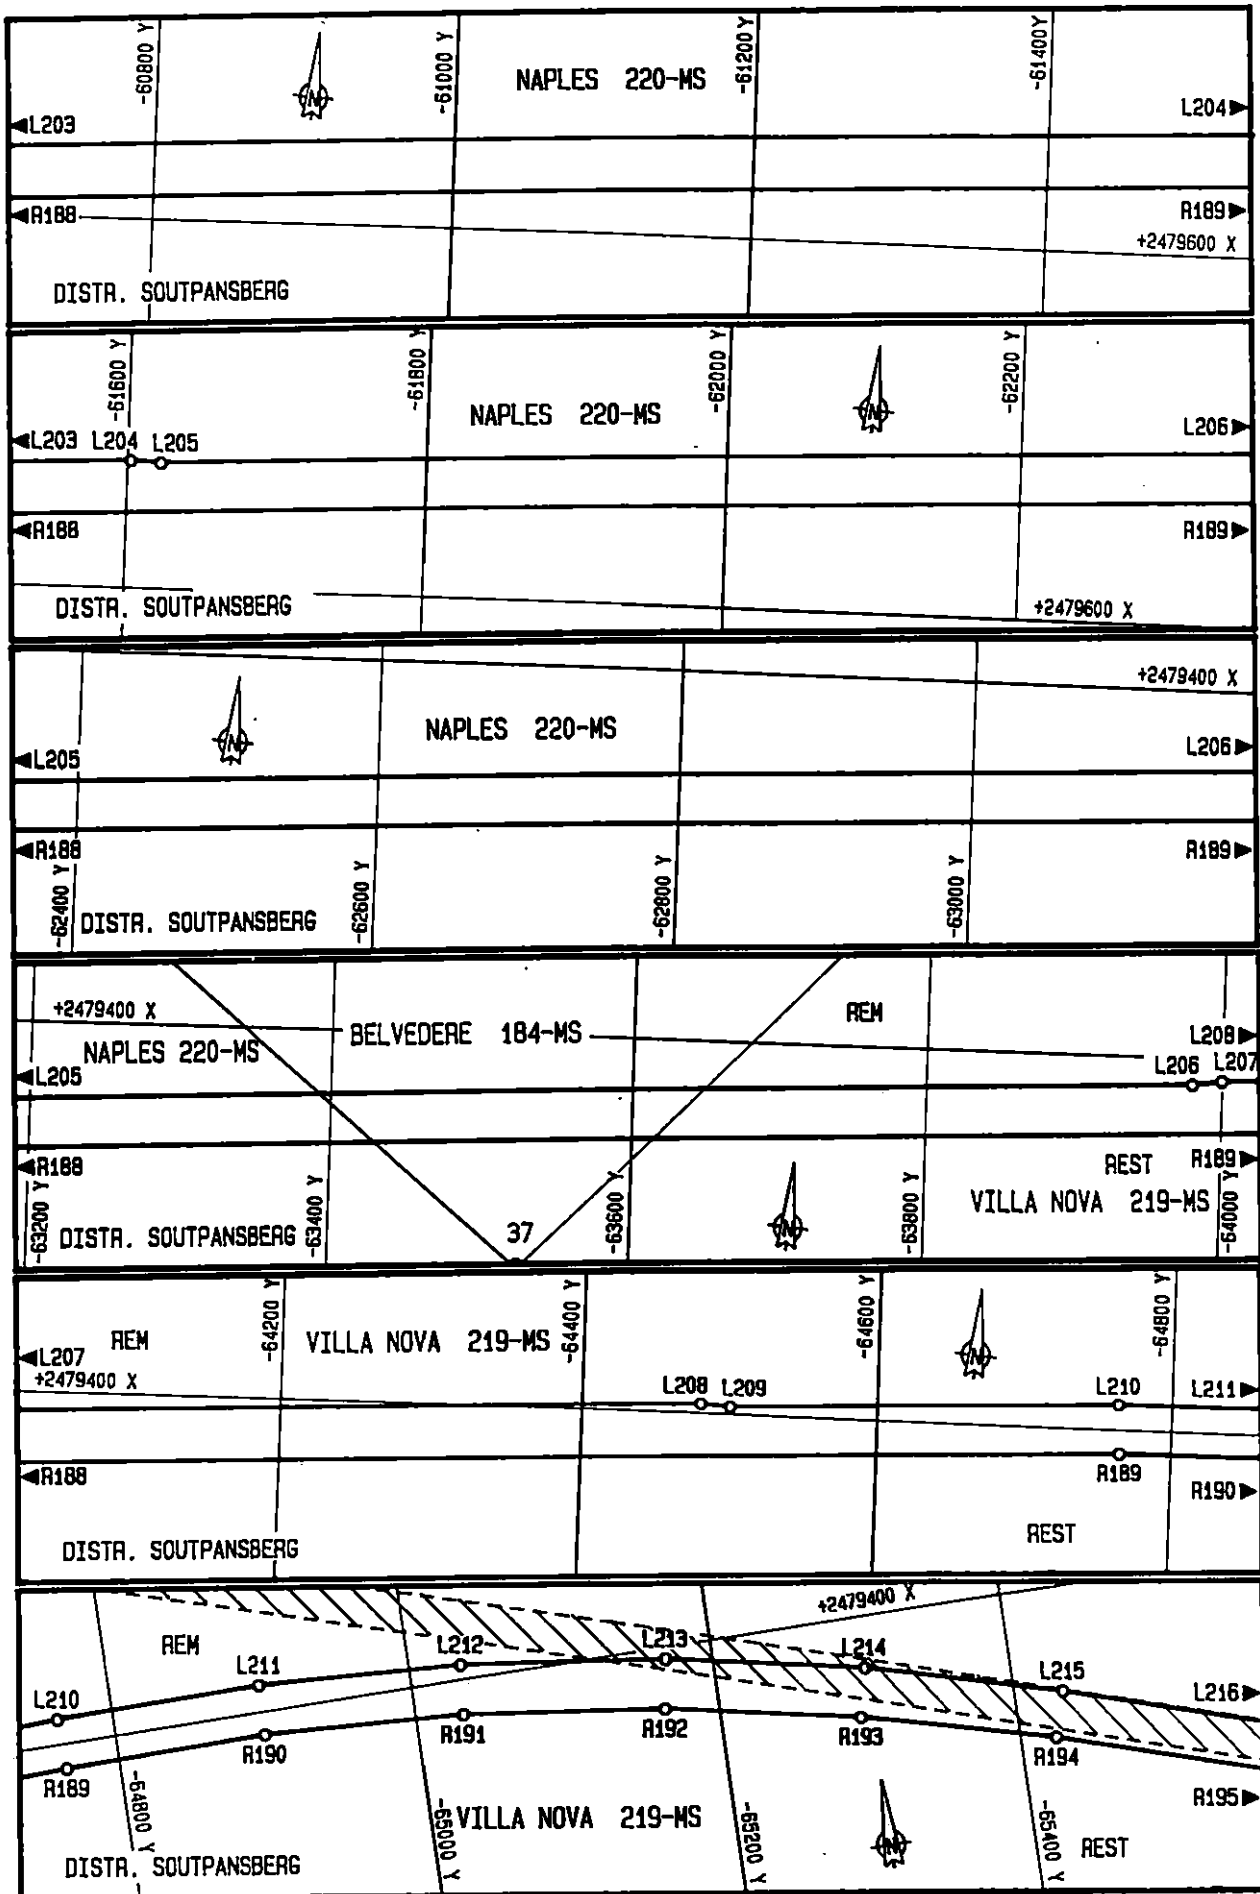 -60800 Y
-61000 Y
NAPLES 220-MS
-61200 Y
-61400 Y
N
L203
L204
R188
R189
+2479600 X
DISTR. SOUTPANSBERG
-61600 Y
-61800 Y
NAPLES 220-MS
-62000 Y
-62200 Y
N
L203 L204 L205
L206
R188
R189
DISTR. SOUTPANSBERG
+2479600 X
+2479400 X
NAPLES 220-MS
N
L205
L206
R188
R189
-62400 Y
DISTR. SOUTPANSBERG
-62600 Y
-62800 Y
-63000 Y
+2479400 X
BELVEDERE 184-MS
REM
NAPLES 220-MS
L208
L205
L206 L207
R188
REST
R189
-63200 Y
DISTR. SOUTPANSBERG
-63400 Y
37
-63600 Y
N
-63800 Y
VILLA NOVA 219-MS
-64000 Y
-64200 Y
REM
VILLA NOVA 219-MS
-64400 Y
-64600 Y
N
-64800 Y
L207
+2479400 X
L208 L209
L210
L211
R188
R189
R190
REST
DISTR. SOUTPANSBERG
+2479400 X
REM
L210
L211
L212
L213
L214
L215
L216
R189
R190
R191
R192
R193
R194
R195
-64800 Y
-65000 Y
VILLA NOVA 219-MS
-65200 Y
N
-65400 Y
REST
DISTR. SOUTPANSBERG